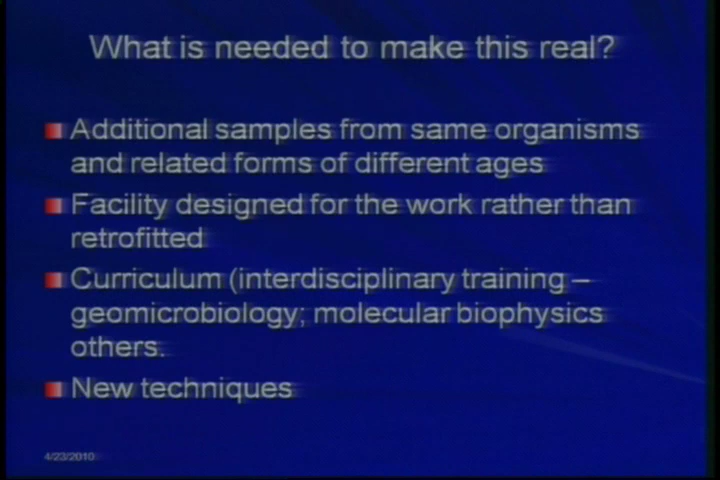 What is needed to make this real?
Additional samples from same organisms
and related forms of different ages
Facility designed for the work rather than
retrofitted
Curriculum (interdisciplinary training –
geomicrobiology; molecular biophysics
others.
New techniques
4/23/2010